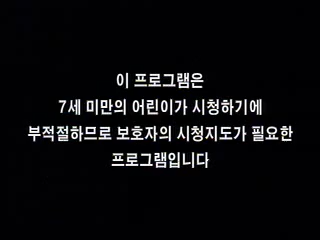 이 프로그램은
7세 미만의 어린이가 시청하기에
부적절하므로 보호자의 시청지도가 필요한
프로그램입니다